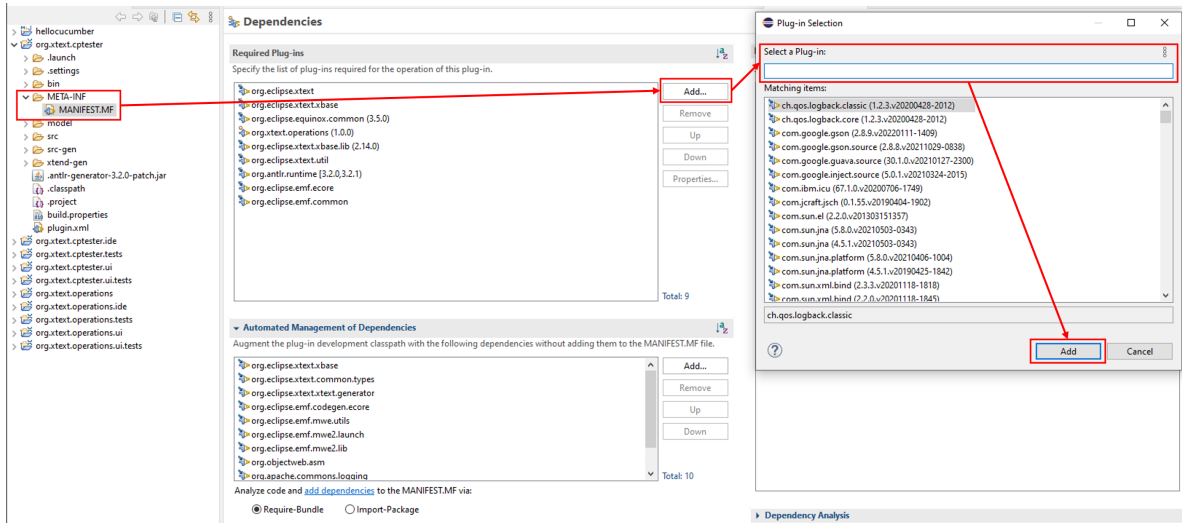 hellocucumber
org.xtext.cptester
.launch
.settings
bin
META-INF
MANIFEST.MF
model
src
src-gen
xtend-gen
.antlr-generator-3.2.0-patch.jar
.classpath
.project
build.properties
plugin.xml
org.xtext.cptester.ide
org.xtext.cptester.tests
org.xtext.cptester.ui
org.xtext.cptester.ui.tests
org.xtext.operations
org.xtext.operations.ide
org.xtext.operations.tests
org.xtext.operations.ui
org.xtext.operations.ui.tests
Dependencies
Required Plug-ins
Specify the list of plug-ins required for the operation of this plug-in.
org.eclipse.xtext
org.eclipse.xtext.xbase
org.eclipse.equinox.common (3.5.0)
org.xtext.operations (1.0.0)
org.eclipse.xtext.xbase.lib (2.14.0)
org.eclipse.xtext.util
org.antlr.runtime [3.2.0,3.2.1)
org.eclipse.emf.ecore
org.eclipse.emf.common
Add...
Remove
Up
Down
Properties...
Total: 9
Automated Management of Dependencies
Augment the plug-in development classpath with the following dependencies without adding them to the MANIFEST.MF file.
org.eclipse.xtext.xbase
org.eclipse.xtext.common.types
org.eclipse.xtext.xtext.generator
org.eclipse.emf.codegen.ecore
org.eclipse.emf.mwe.utils
org.eclipse.emf.mwe2.launch
org.eclipse.emf.mwe2.lib
org.objectweb.asm
org.apache.commons.logging
Add...
Remove
Up
Down
Total: 10
Analyze code and add dependencies to the MANIFEST.MF via:
Require-Bundle Import-Package
Plug-in Selection
Select a Plug-in:
Matching items:
ch.qos.logback.classic (1.2.3.v20200428-2012)
ch.qos.logback.core (1.2.3.v20200428-2012)
com.google.gson (2.8.9.v20220111-1409)
com.google.gson.source (2.8.8.v20211029-0838)
com.google.guava.source (30.1.0.v20210127-2300)
com.google.inject.source (5.0.1.v20210324-2015)
com.ibm.icu (67.1.0.v20200706-1749)
com.jcraft.jsch (0.1.55.v20190404-1902)
com.sun.el (2.2.0.v201303151357)
com.sun.jna (5.8.0.v20210503-0343)
com.sun.jna (4.5.1.v20210503-0343)
com.sun.jna.platform (5.8.0.v20210406-1004)
com.sun.jna.platform (4.5.1.v20190425-1842)
com.sun.xml.bind (2.3.3.v20201118-1818)
com.sun.xml.bind (2.2.0.v20201118-1845)
ch.qos.logback.classic
Add
Cancel
Dependency Analysis